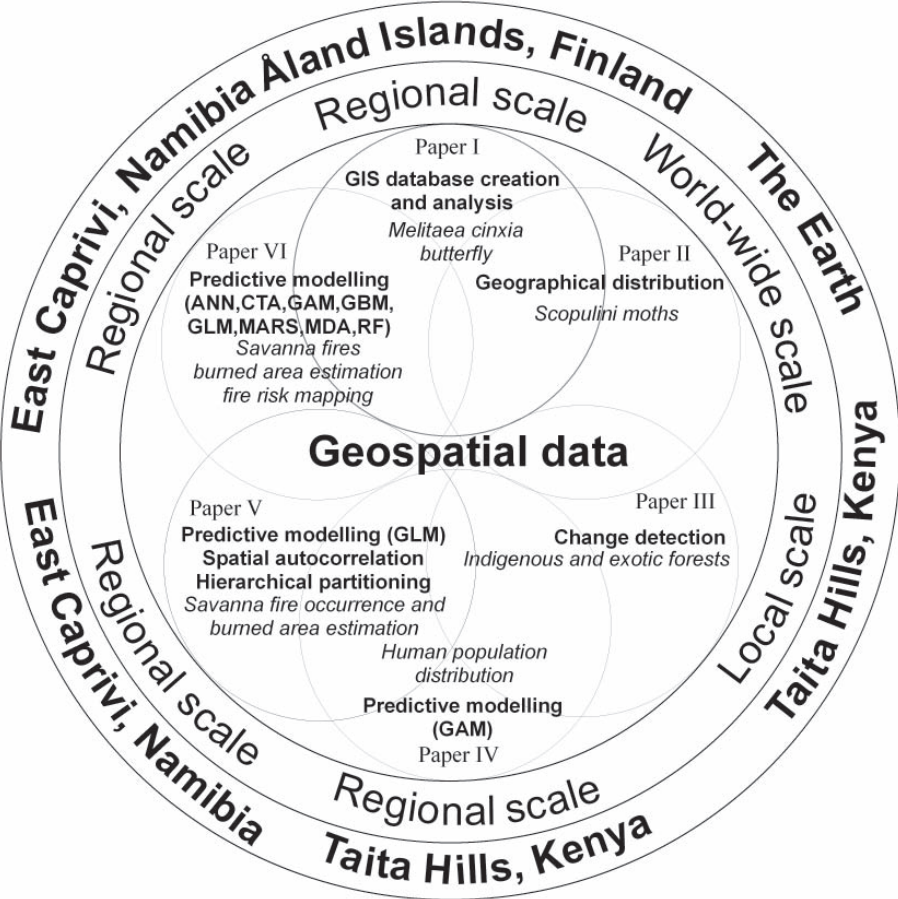 Åland Islands, Finland
Regional scale
Paper I
GIS database creation
and analysis
Melitaea cinxia
butterfly
The Earth
World-wide scale
Paper II
Geographical distribution
Scopulini moths
Taita Hills, Kenya
Local scale
Paper III
Change detection
Indigenous and exotic forests
Human population
distribution
Predictive modelling
(GAM)
Paper IV
Regional scale
Taita Hills, Kenya
Paper V
Predictive modelling (GLM)
Spatial autocorrelation
Hierarchical partitioning
Savanna fire occurrence and
burned area estimation
Regional scale
East Caprivi, Namibia
Paper VI
Predictive modelling
(ANN,CTA,GAM,GBM,
GLM,MARS,MDA,RF)
Savanna fires
burned area estimation
fire risk mapping
Regional scale
East Caprivi, Namibia
Geospatial data